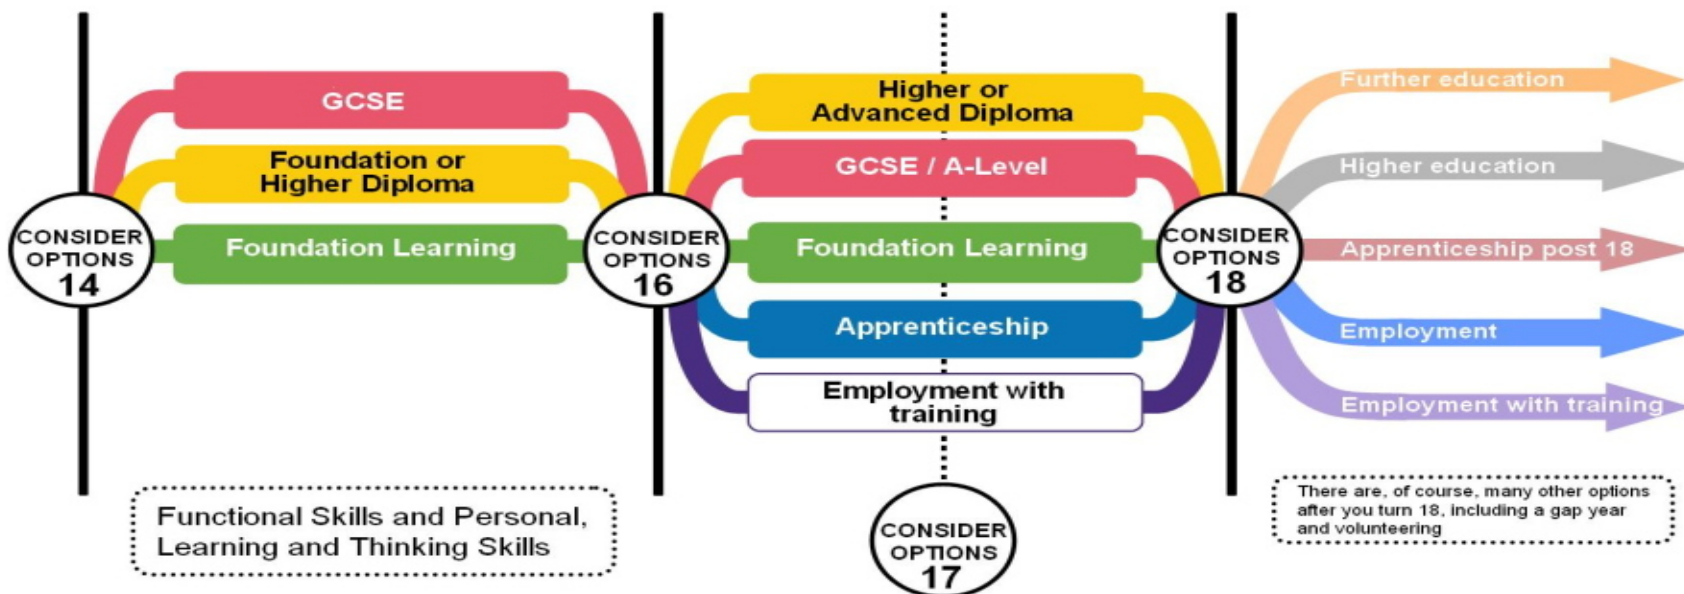 CONSIDER
OPTIONS
14
GCSE
Foundation or
Higher Diploma
Foundation Learning
CONSIDER
OPTIONS
16
Higher or
Advanced Diploma
GCSE / A-Level
Foundation Learning
Apprenticeship
Employment with
training
CONSIDER
OPTIONS
17
CONSIDER
OPTIONS
18
Further education
Higher education
Apprenticeship post 18
Employment
Employment with training
Functional Skills and Personal,
Learning and Thinking Skills
There are, of course, many other options
after you turn 18, including a gap year
and volunteering